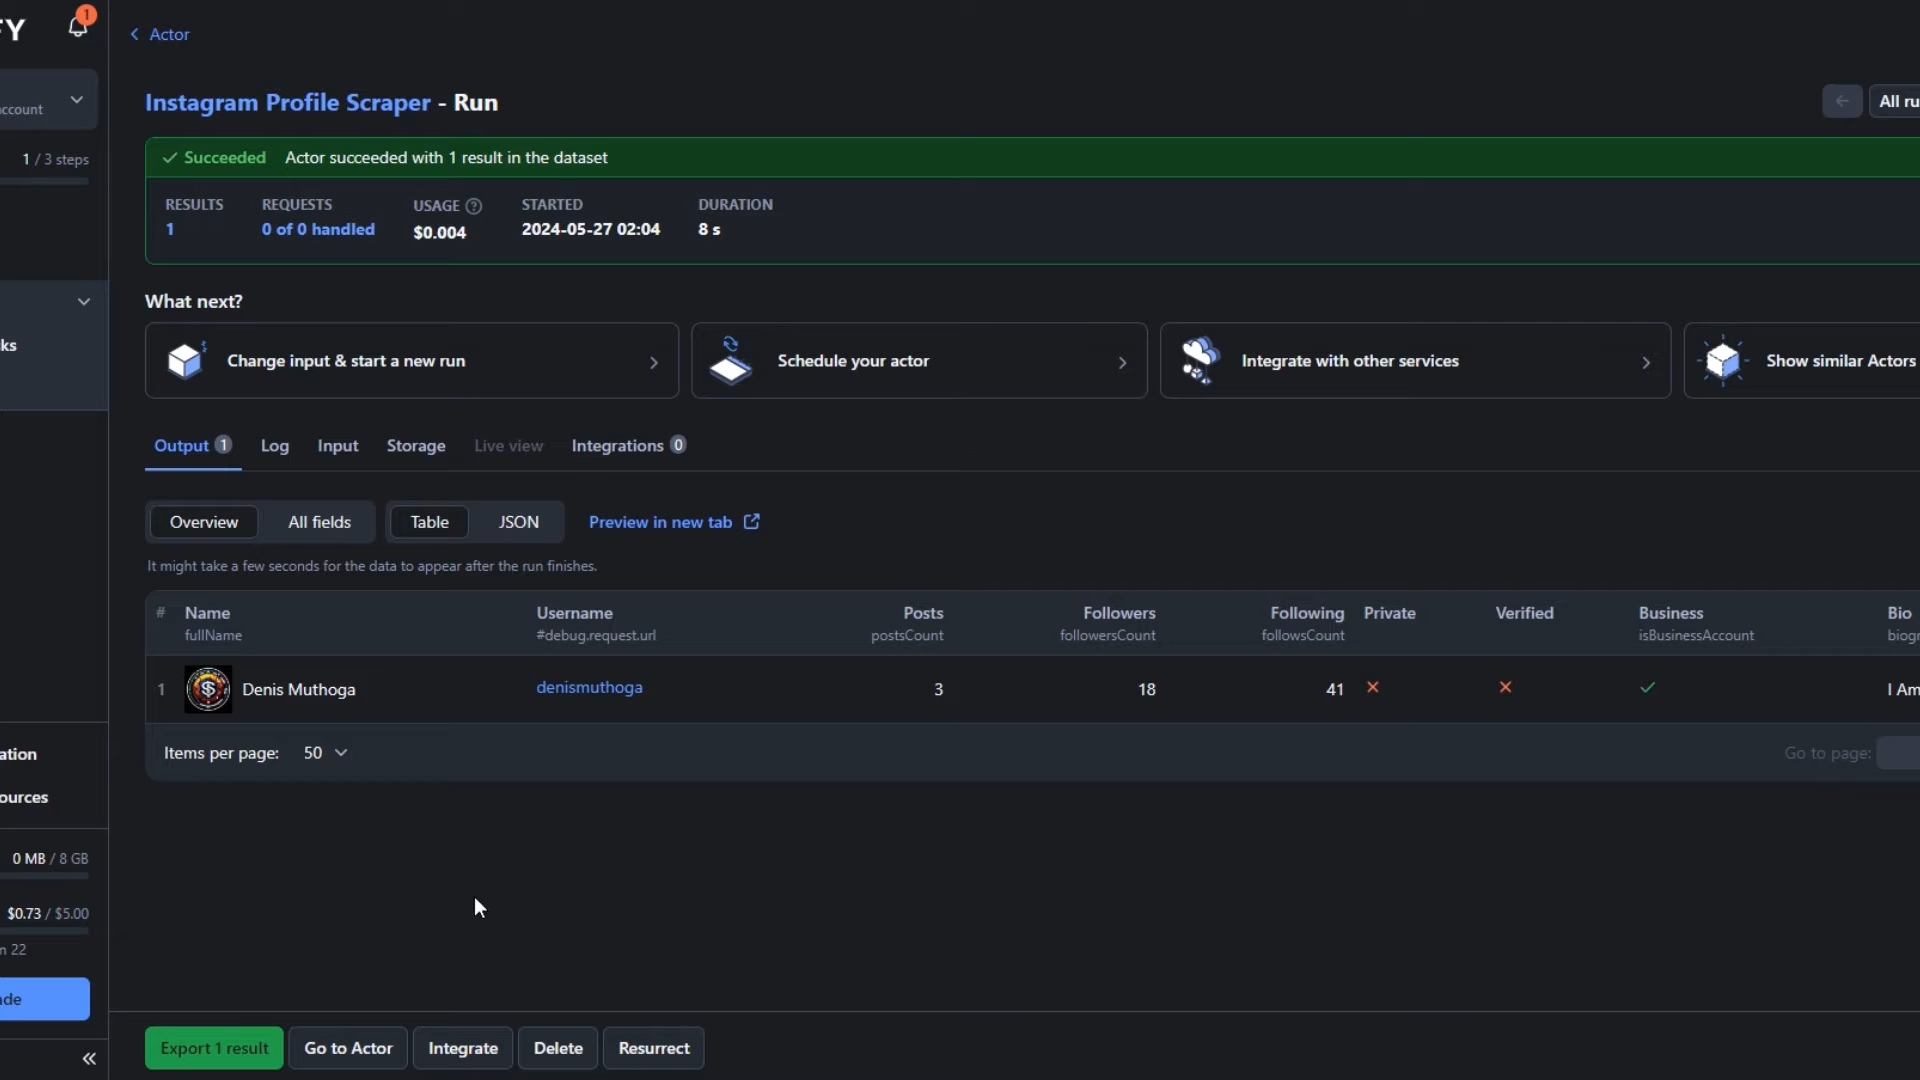 FY
1
Actor
ccount
Instagram Profile Scraper - Run
All ru
1 / 3 steps
Succeeded Actor succeeded with 1 result in the dataset
RESULTS REQUESTS USAGE ? STARTED DURATION
1 0 of 0 handled $0.004 2024-05-27 02:04 8 s
What next?
ks
Change input & start a new run
Schedule your actor
Integrate with other services
Show similar Actors
Output 1 Log Input Storage Live view Integrations 0
Overview All fields Table JSON Preview in new tab
It might take a few seconds for the data to appear after the run finishes.
# Name Username Posts Followers Following Private Verified Business Bio
fullName #debug.request.url postsCount followersCount followsCount isBusinessAccount biogr
1 Denis Muthoga denismuthoga 3 18 41 I Am
Items per page: 50 Go to page:
ation
ources
0 MB / 8 GB
$0.73 / $5.00
n 22
ade
Export 1 result Go to Actor Integrate Delete Resurrect